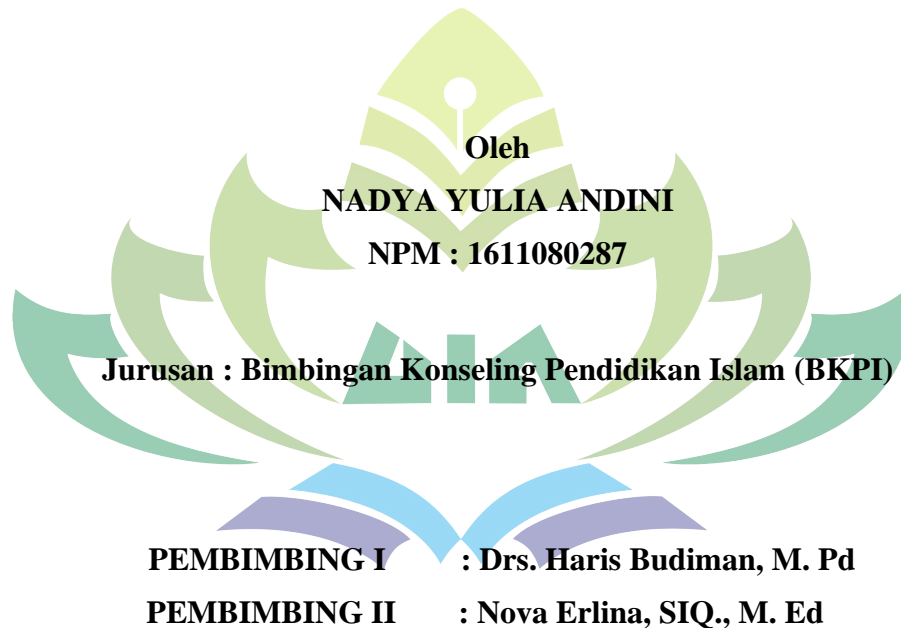 Oleh
NADYA YULIA ANDINI
NPM : 1611080287
Jurusan : Bimbingan Konseling Pendidikan Islam (BKPI)
PEMBIMBING I : Drs. Haris Budiman, M. Pd
PEMBIMBING II : Nova Erlina, SIQ., M. Ed